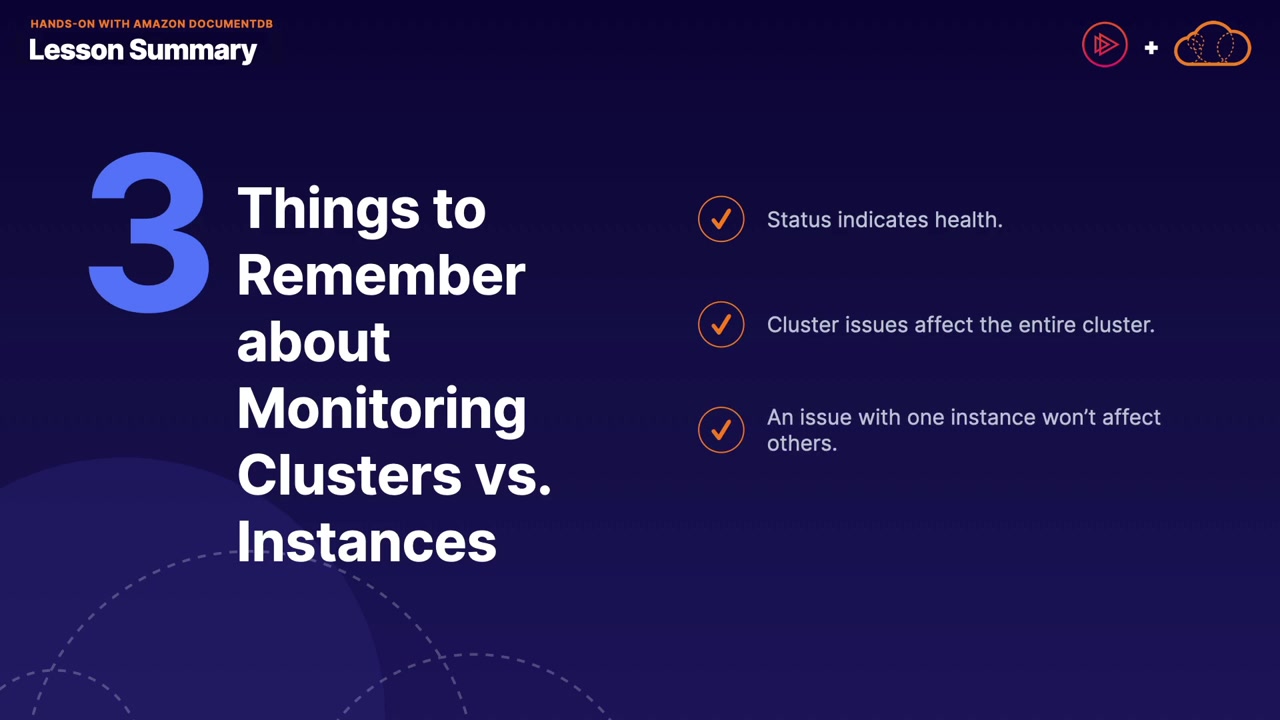 HANDS-ON WITH AMAZON DOCUMENTDB
Lesson Summary
+
3
Things to
Remember
about
Monitoring
Clusters vs.
Instances
Status indicates health.
Cluster issues affect the entire cluster.
An issue with one instance won’t affect
others.